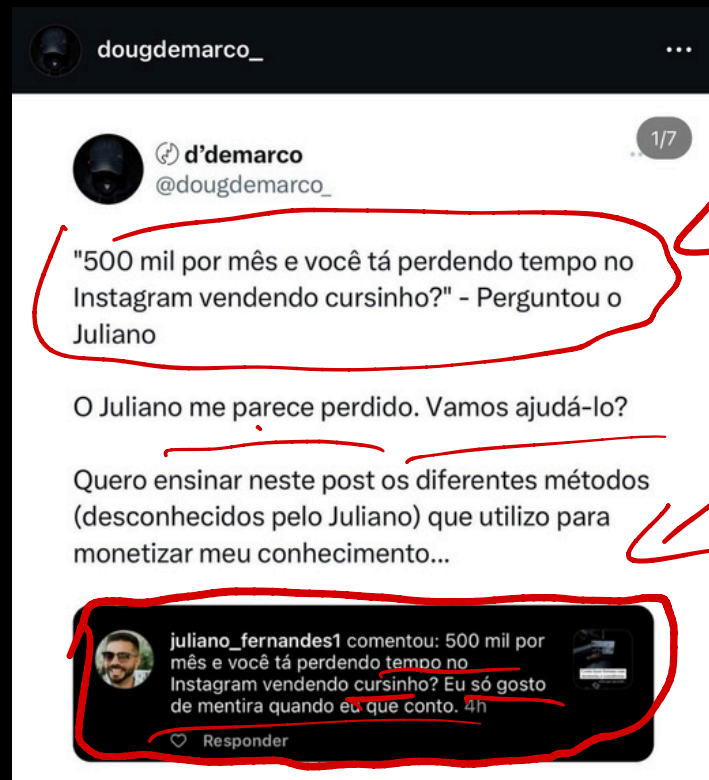 dougdemarco_
1/7
d’demarco
@dougdemarco_
"500 mil por mês e você tá perdendo tempo no
Instagram vendendo cursinho?" - Perguntou o
Juliano
O Juliano me parece perdido. Vamos ajudá-lo?
Quero ensinar neste post os diferentes métodos
(desconhecidos pelo Juliano) que utilizo para
monetizar meu conhecimento...
juliano_fernandes1 comentou: 500 mil por
mês e você tá perdendo tempo no
Instagram vendendo cursinho? Eu só gosto
de mentira quando eu que conto. 4h
Responder